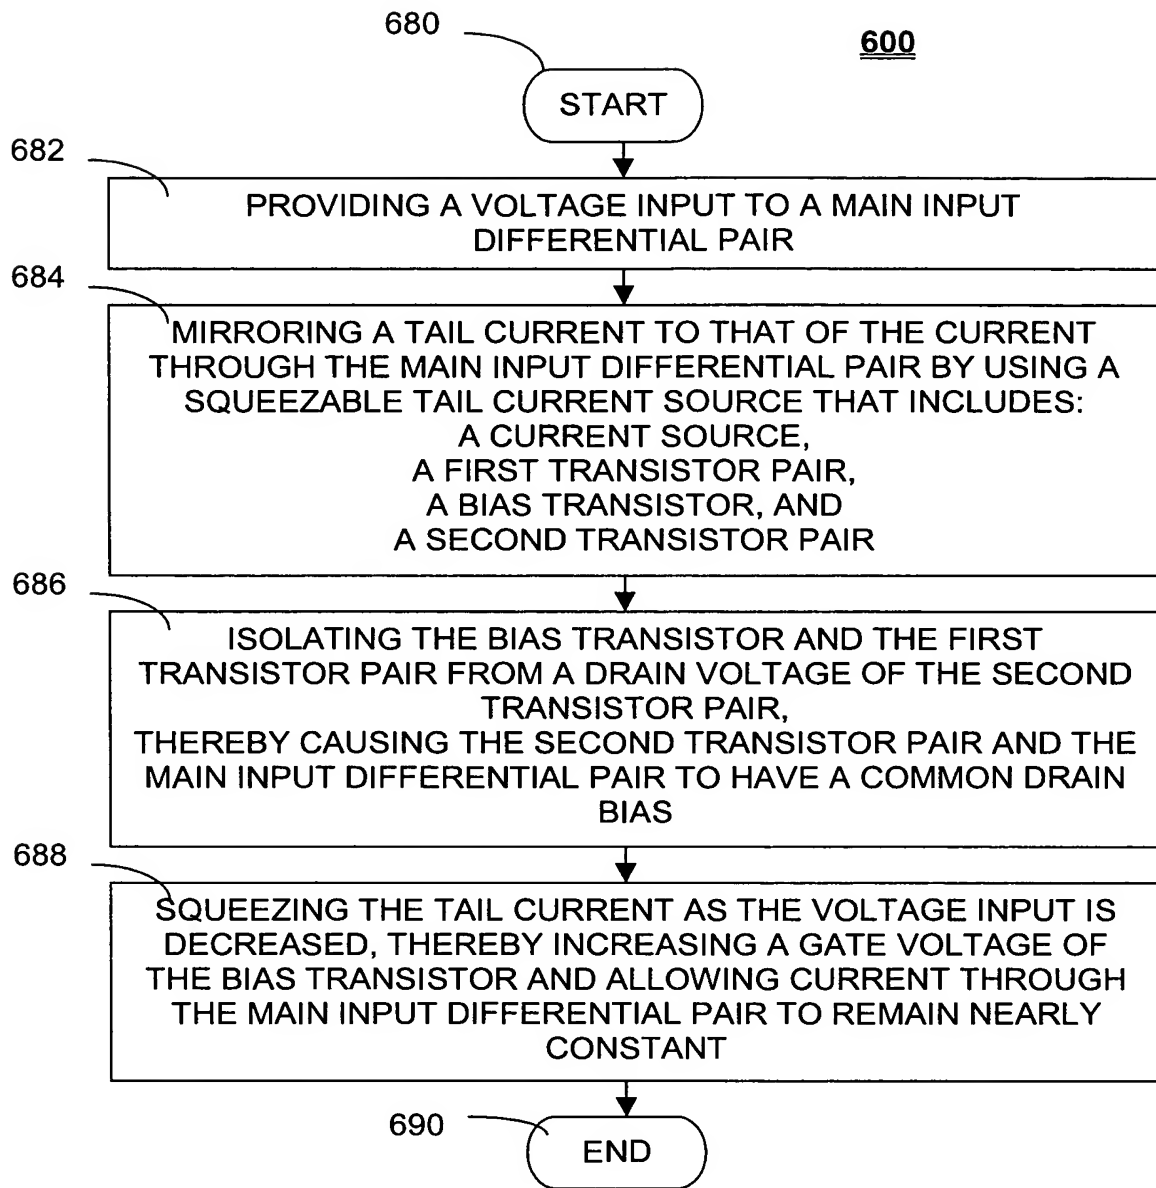 680
600
START
682
PROVIDING A VOLTAGE INPUT TO A MAIN INPUT
DIFFERENTIAL PAIR
684
MIRRORING A TAIL CURRENT TO THAT OF THE CURRENT
THROUGH THE MAIN INPUT DIFFERENTIAL PAIR BY USING A
SQUEEZABLE TAIL CURRENT SOURCE THAT INCLUDES:
A CURRENT SOURCE,
A FIRST TRANSISTOR PAIR,
A BIAS TRANSISTOR, AND
A SECOND TRANSISTOR PAIR
686
ISOLATING THE BIAS TRANSISTOR AND THE FIRST
TRANSISTOR PAIR FROM A DRAIN VOLTAGE OF THE SECOND
TRANSISTOR PAIR,
THEREBY CAUSING THE SECOND TRANSISTOR PAIR AND THE
MAIN INPUT DIFFERENTIAL PAIR TO HAVE A COMMON DRAIN
BIAS
688
SQUEEZING THE TAIL CURRENT AS THE VOLTAGE INPUT IS
DECREASED, THEREBY INCREASING A GATE VOLTAGE OF
THE BIAS TRANSISTOR AND ALLOWING CURRENT THROUGH
THE MAIN INPUT DIFFERENTIAL PAIR TO REMAIN NEARLY
CONSTANT
690
END